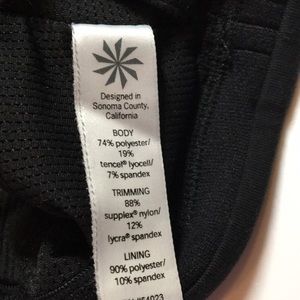 Designed in
Sonoma County,
California
BODY
74% polyester/
19%
tencel® lyocell/
7% spandex
TRIMMING
88%
supplex® nylon/
12%
lycra® spandex
LINING
90% polyester/
10% spandex